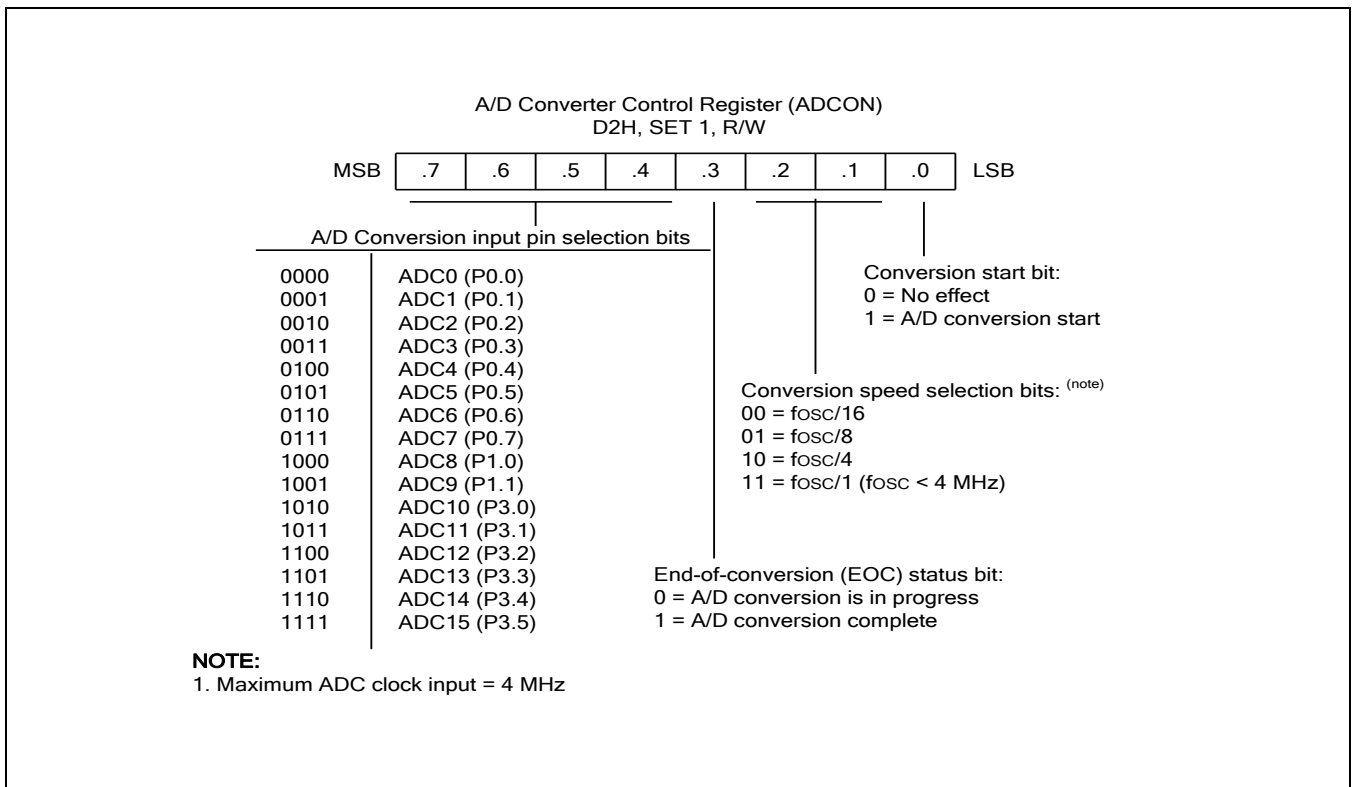 A/D Converter Control Register (ADCON)
D2H, SET 1, R/W
MSB .7 .6 .5 .4 .3 .2 .1 .0 LSB
A/D Conversion input pin selection bits
0000 ADC0 (P0.0)
0001 ADC1 (P0.1)
0010 ADC2 (P0.2)
0011 ADC3 (P0.3)
0100 ADC4 (P0.4)
0101 ADC5 (P0.5)
0110 ADC6 (P0.6)
0111 ADC7 (P0.7)
1000 ADC8 (P1.0)
1001 ADC9 (P1.1)
1010 ADC10 (P3.0)
1011 ADC11 (P3.1)
1100 ADC12 (P3.2)
1101 ADC13 (P3.3)
1110 ADC14 (P3.4)
1111 ADC15 (P3.5)
Conversion start bit:
0 = No effect
1 = A/D conversion start
Conversion speed selection bits: (note)
00 = fOSC/16
01 = fOSC/8
10 = fOSC/4
11 = fOSC/1 (fOSC < 4 MHz)
End-of-conversion (EOC) status bit:
0 = A/D conversion is in progress
1 = A/D conversion complete
NOTE:
1. Maximum ADC clock input = 4 MHz